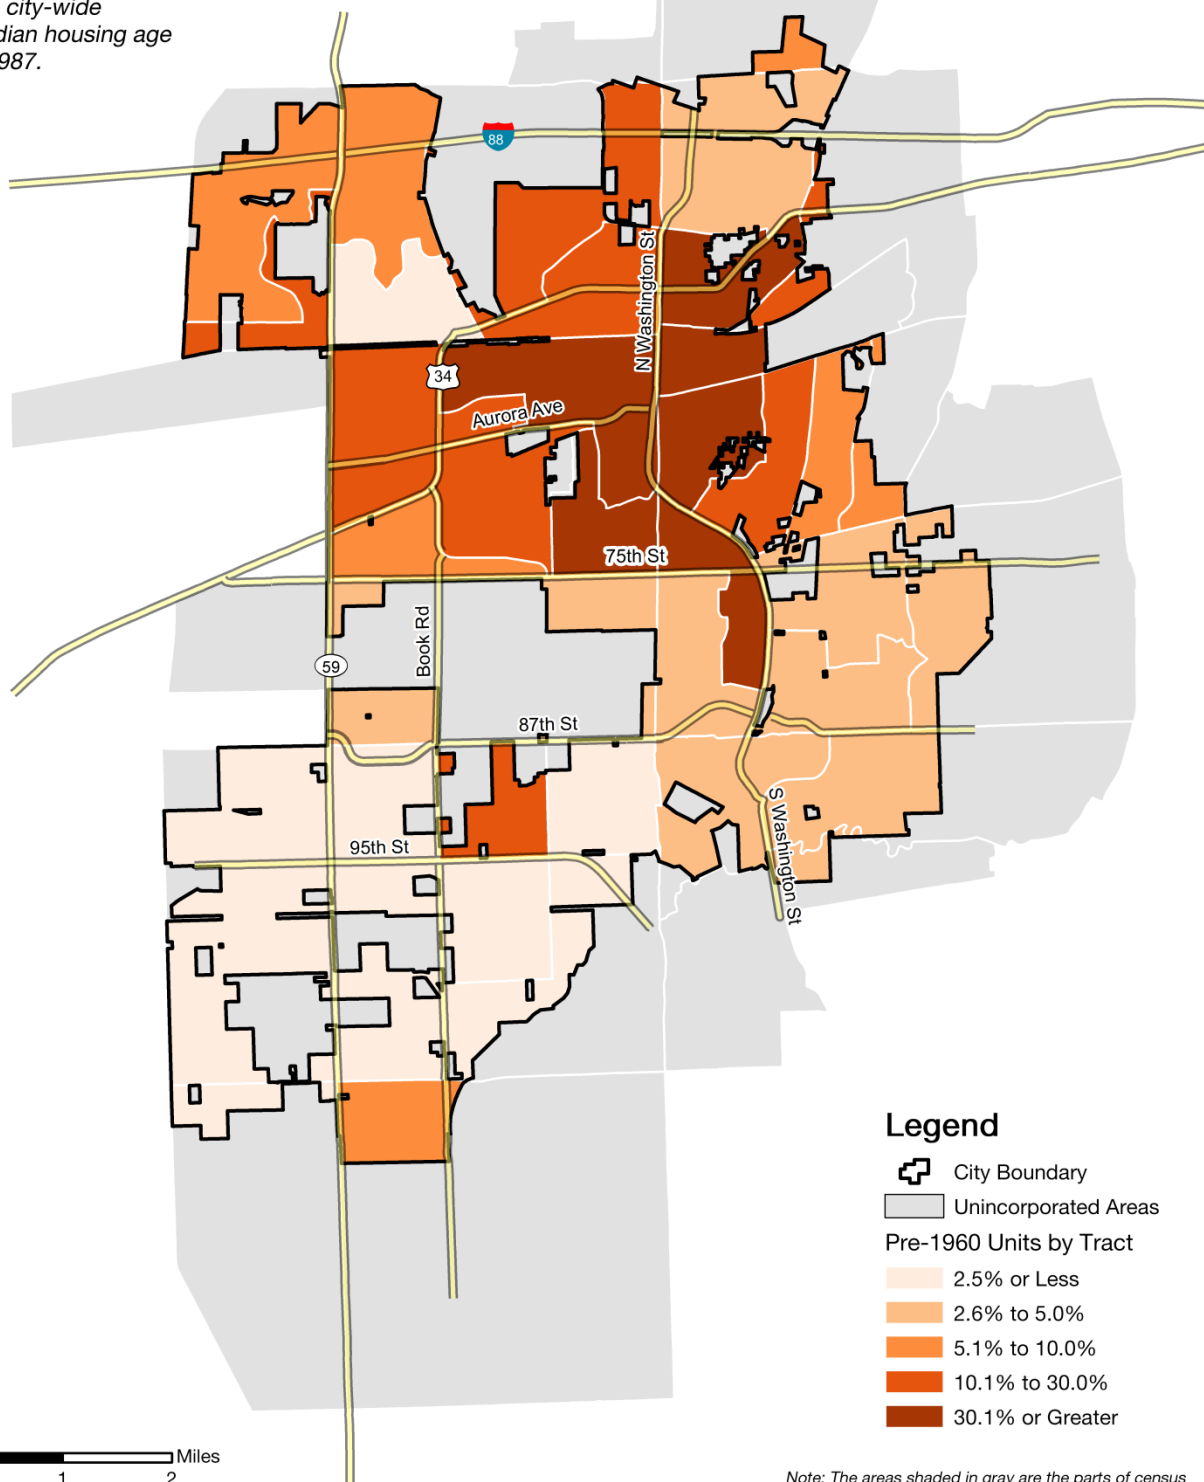 city-wide
dian housing age
987.
88
N Washington St
34
Aurora Ave
75th St
Book Rd
59
87th St
S Washington St
95th St
Legend
City Boundary
Unincorporated Areas
Pre-1960 Units by Tract
2.5% or Less
2.6% to 5.0%
5.1% to 10.0%
10.1% to 30.0%
30.1% or Greater
Miles
1 2
Note: The areas shaded in gray are the parts of census